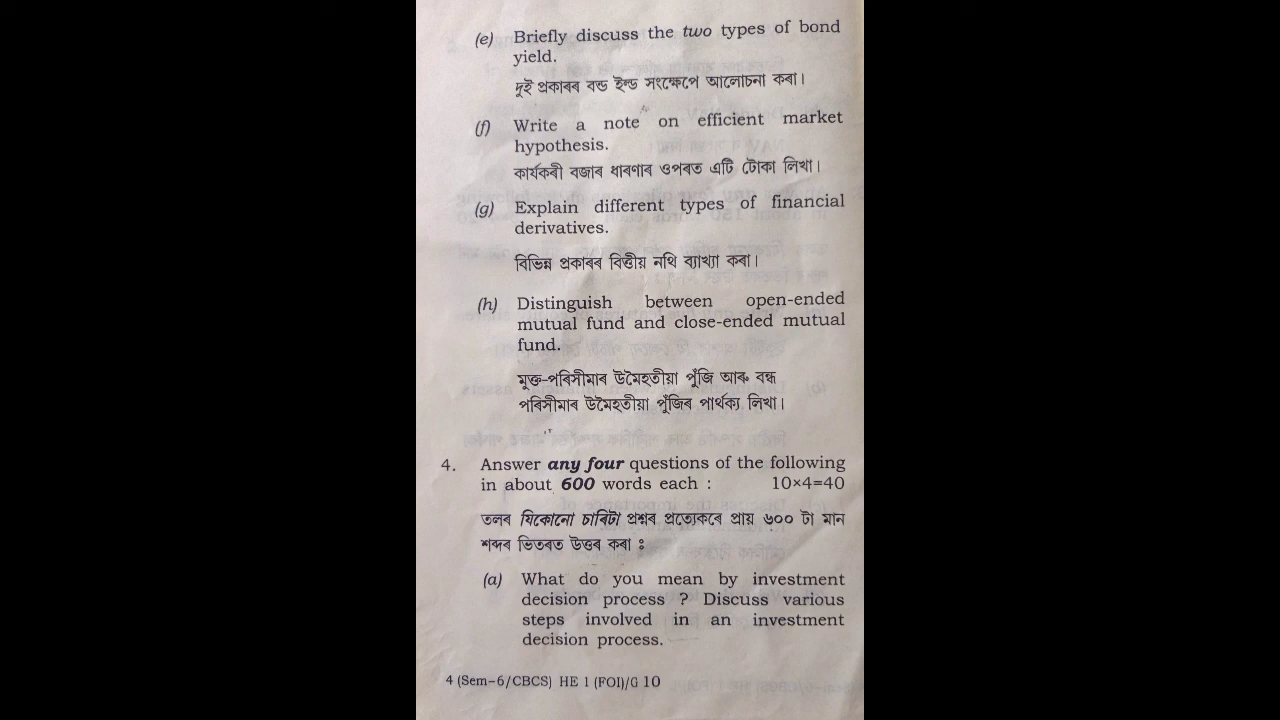 (e) Briefly discuss the two types of bond
yield.
দুই প্ৰকাৰৰ বন্ড ইল্ড সংক্ষেপে আলোচনা কৰা।
(f) Write a note on efficient market
hypothesis.
কাৰ্যকৰী বজাৰ ধাৰণাৰ ওপৰত এটি টোকা লিখা।
(g) Explain different types of financial
derivatives.
বিভিন্ন প্ৰকাৰৰ বিত্তীয় নথি ব্যাখ্যা কৰা।
(h) Distinguish between open-ended
mutual fund and close-ended mutual
fund.
মুক্ত-পৰিসীমাৰ উমৈহতীয়া পুঁজি আৰু বন্ধ
পৰিসীমাৰ উমৈহতীয়া পুঁজিৰ পাৰ্থক্য লিখা।
4. Answer any four questions of the following
in about 600 words each : 10×4=40
তলৰ যিকোনো চাৰিটা প্ৰশ্নৰ প্ৰত্যেকৰে প্ৰায় ৬০০ টা মান
শব্দৰ ভিতৰত উত্তৰ কৰা ঃ
(a) What do you mean by investment
decision process ? Discuss various
steps involved in an investment
decision process.
4 (Sem-6/CBCS) HE 1 (FOI)/G 10